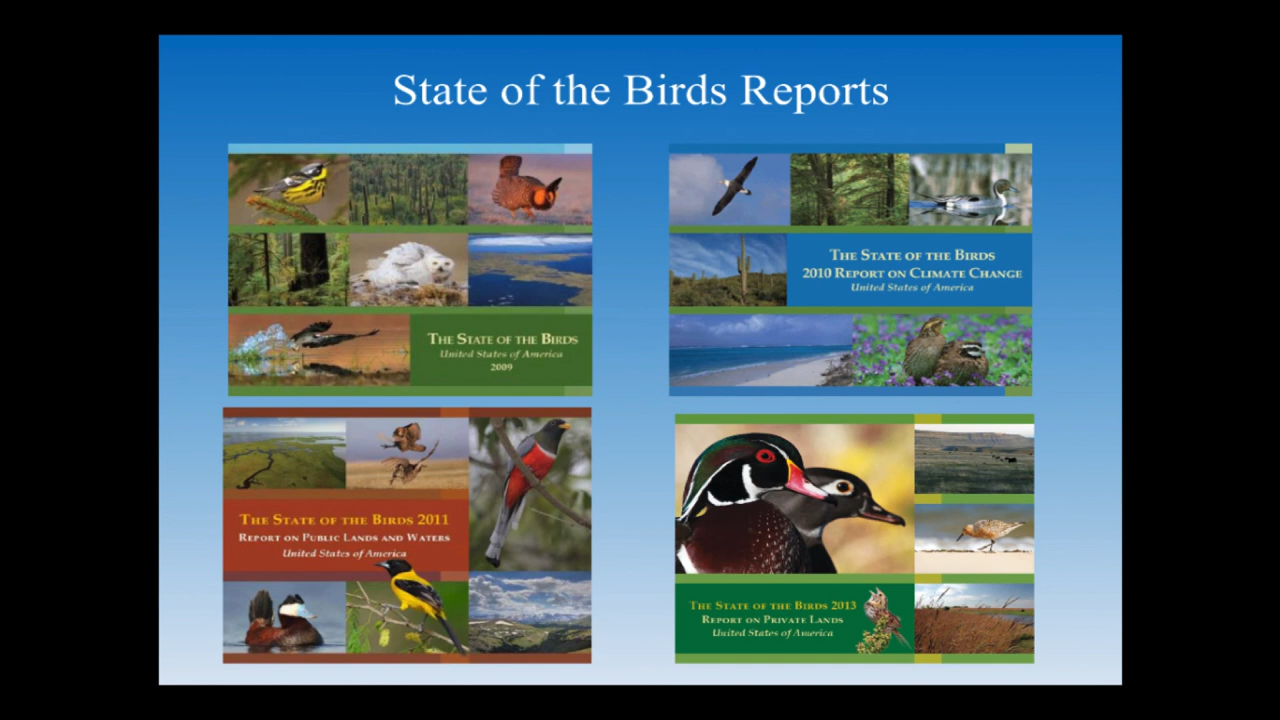 State of the Birds Reports
The State of the Birds
United States of America
2009
The State of the Birds
2010 Report on Climate Change
United States of America
The State of the Birds 2011
Report on Public Lands and Waters
United States of America
The State of the Birds 2013
Report on Private Lands
United States of America